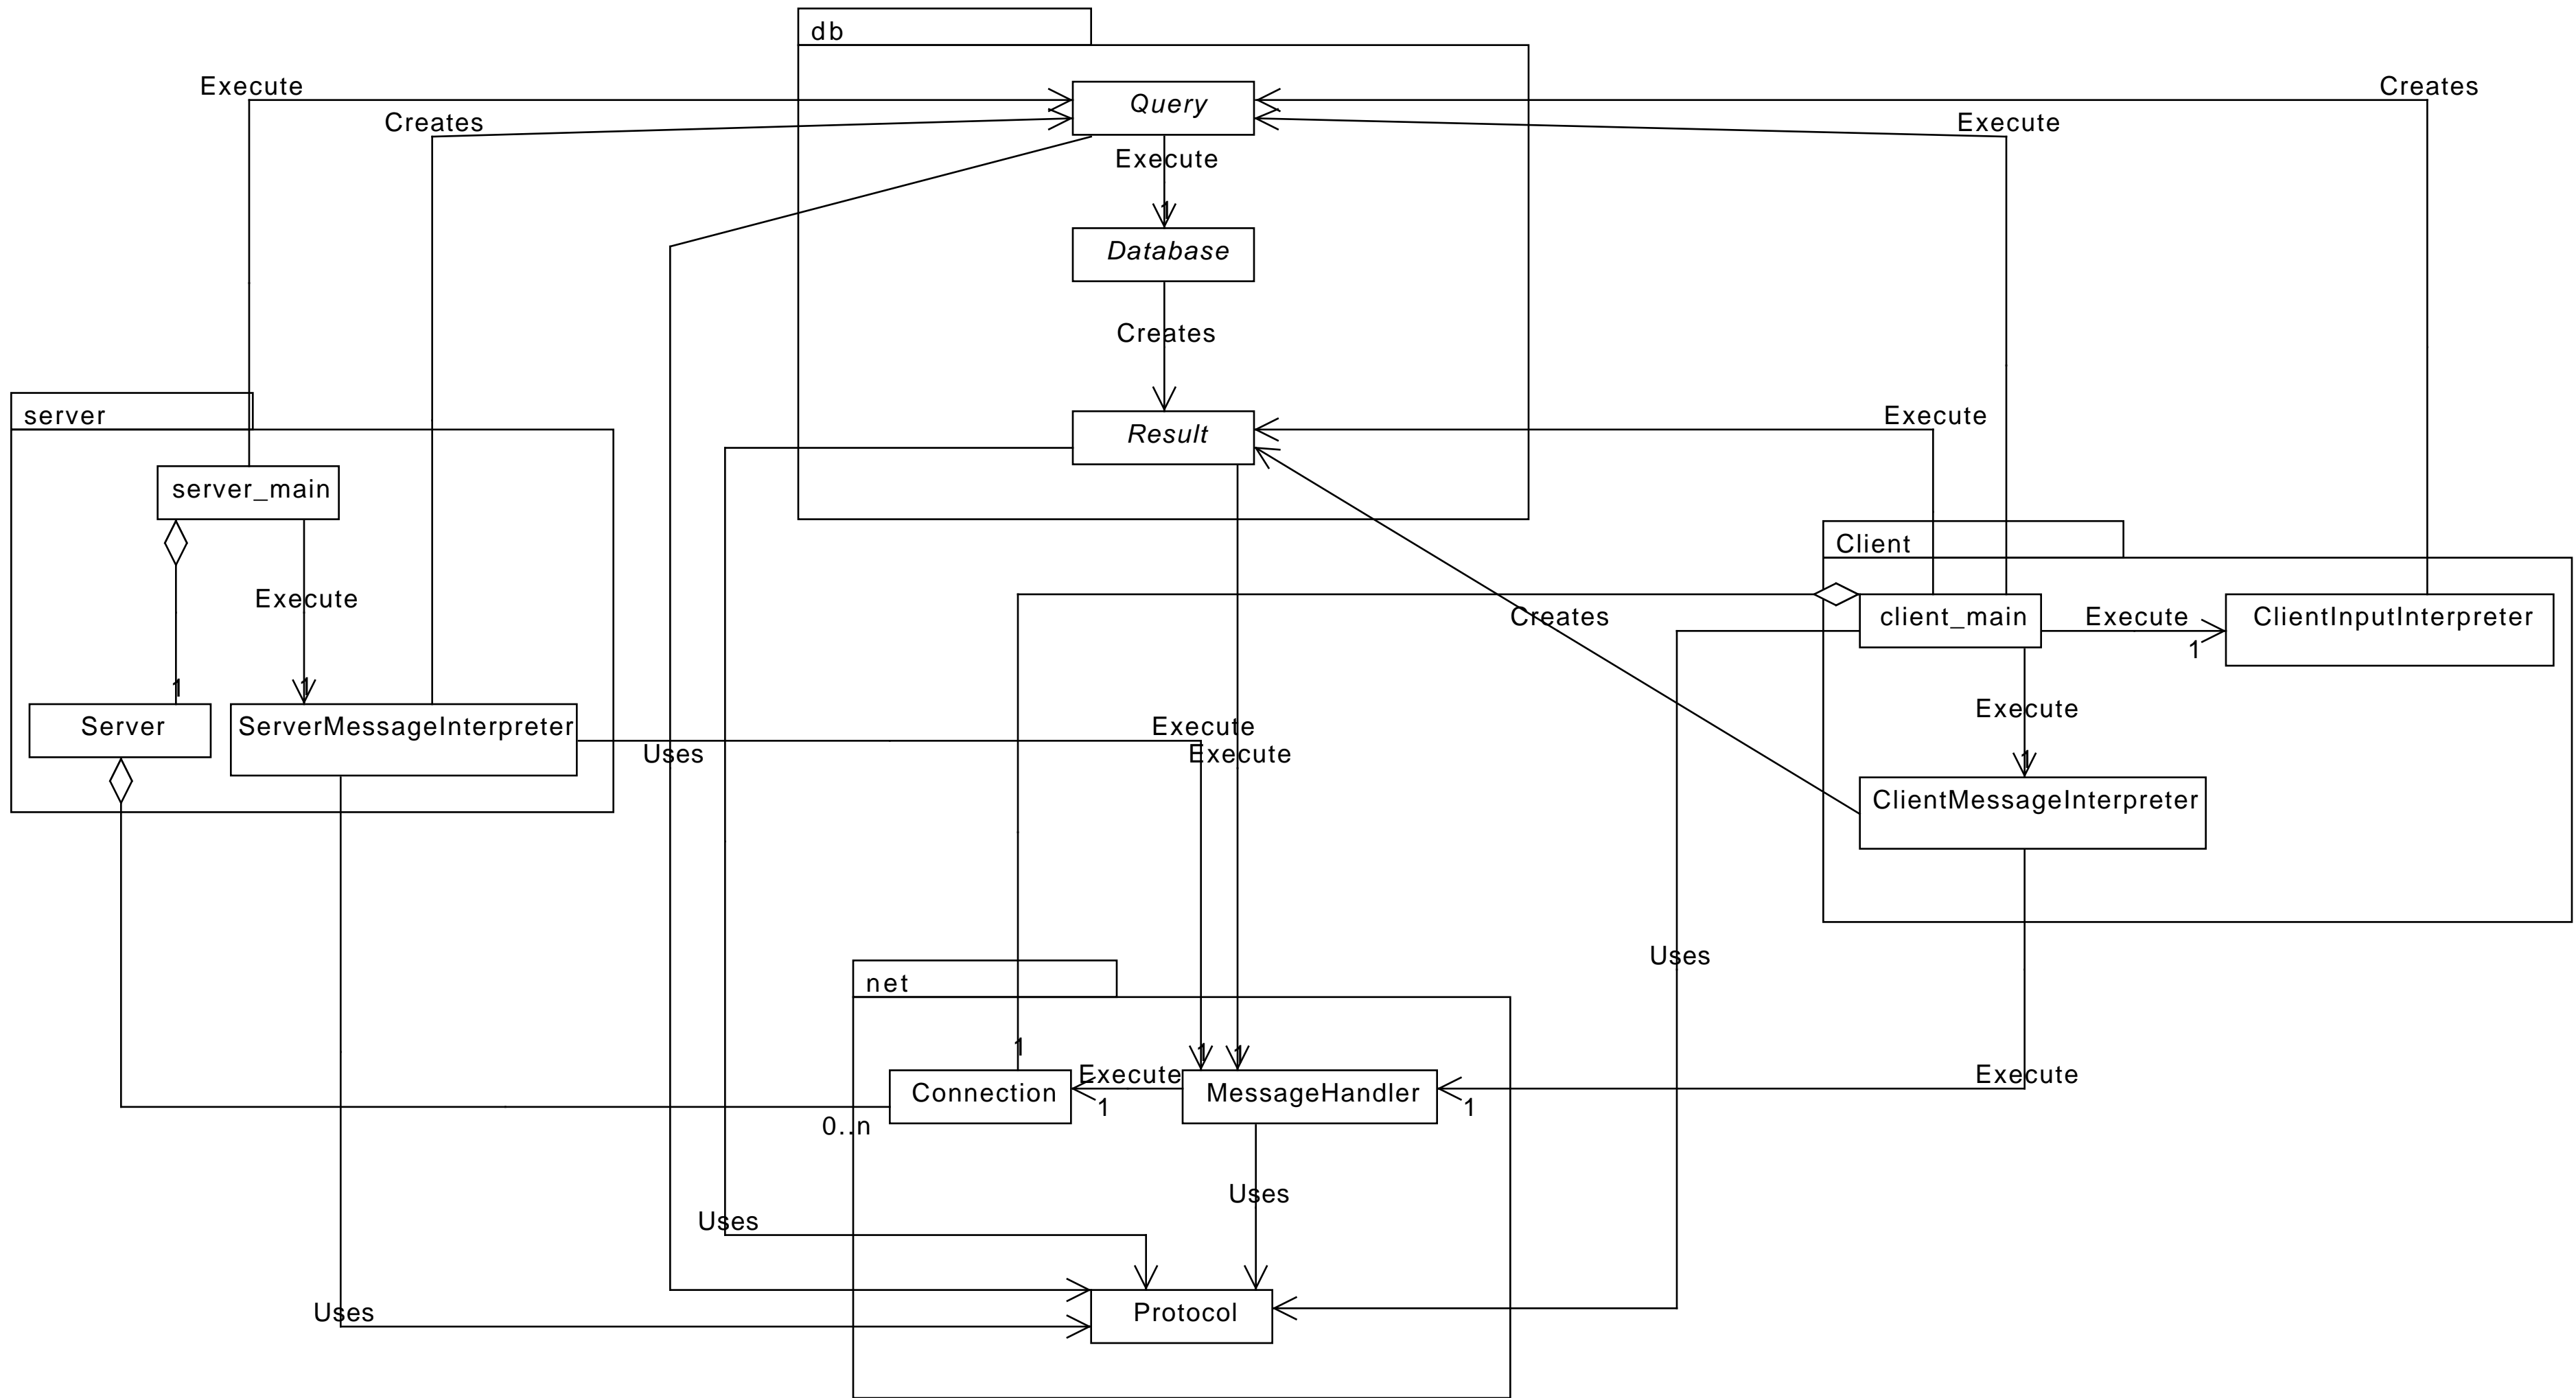 db
Execute
Creates
Query
Creates
Execute
Execute
1
Database
Creates
server
Execute
Result
server_main
Client
Execute
Creates
client_main
Execute
ClientInputInterpreter
1
1
1
Execute
Server
ServerMessageInterpreter
Execute
Uses
Execute
1
ClientMessageInterpreter
Uses
net
1
1
1
Execute
Execute
Connection
MessageHandler
1
1
0..n
Uses
Uses
Uses
Protocol